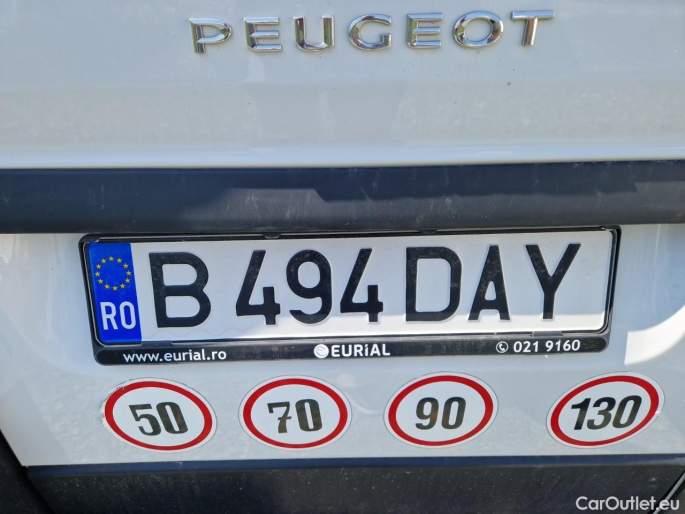 PEUGEOT
RO B 494 DAY
www.eurial.ro EURiAL 021 9160
50 70 90 130
CarOutlet.eu